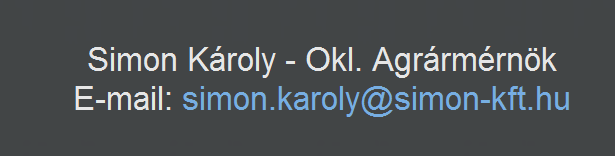 Simon Károly - Okl. Agrármérnök
E-mail: simon.karoly@simon-kft.hu